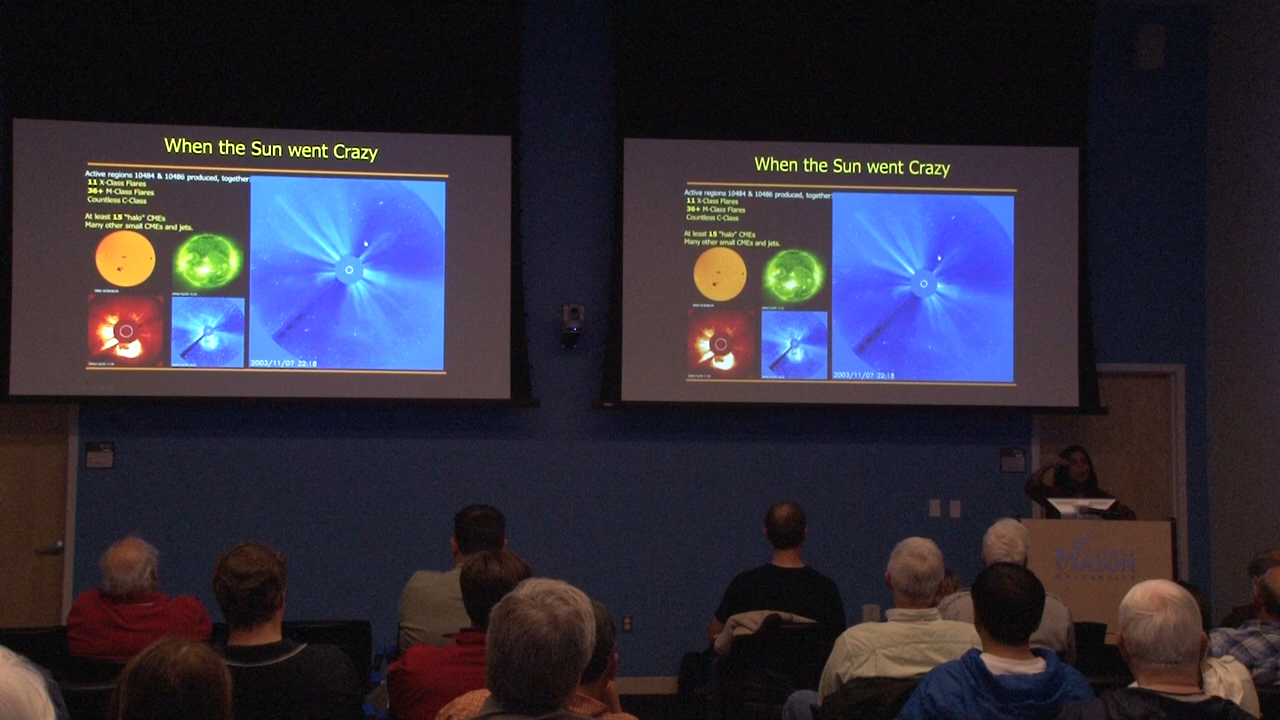 When the Sun went Crazy
Active regions 10484 & 10486 produced, together:
11 X-Class Flares
36+ M-Class Flares
Countless C-Class
At least 15 "halo" CMEs
Many other small CMEs and jets.
2003/11/07 22:18
When the Sun went Crazy
Active regions 10484 & 10486 produced, together:
11 X-Class Flares
36+ M-Class Flares
Countless C-Class
At least 15 "halo" CMEs
Many other small CMEs and jets.
2003/11/07 22:18
MASON
UNIVERSITY